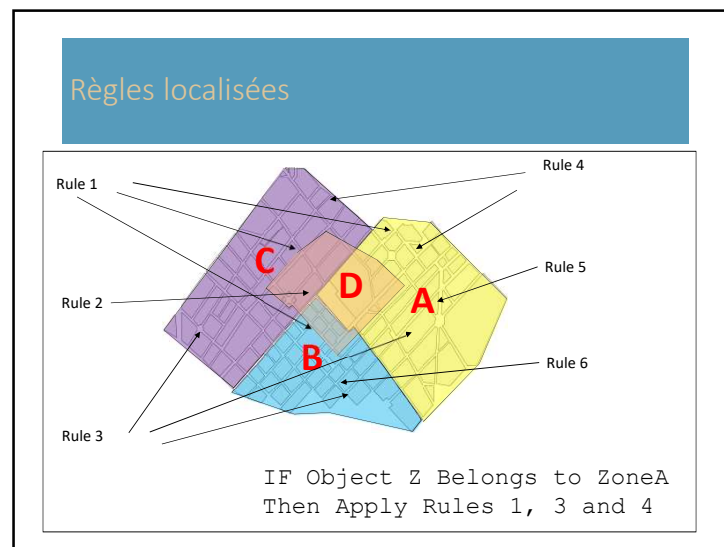 Règles localisées
Rule 1
Rule 4
C
D
A
Rule 5
Rule 2
B
Rule 6
Rule 3
IF Object Z Belongs to ZoneA
Then Apply Rules 1, 3 and 4